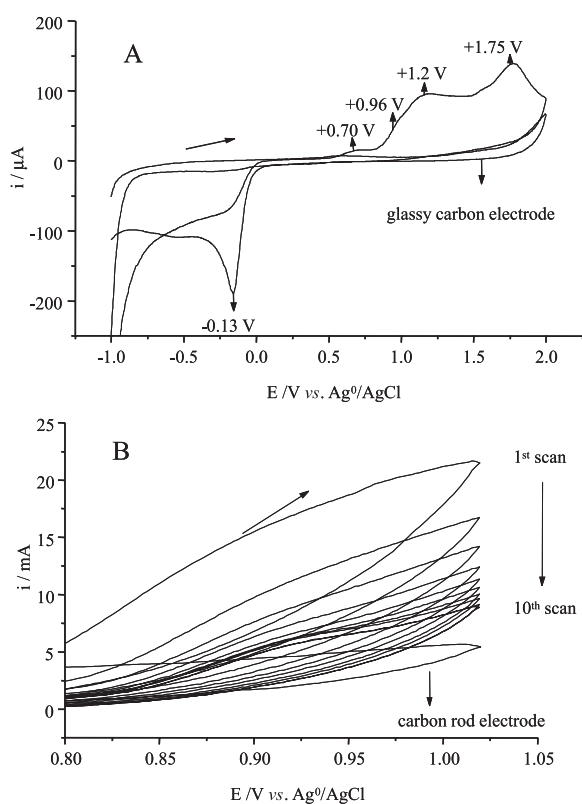 A
+1.75 V
+1.2 V
+0.96 V
+0.70 V
glassy carbon electrode
-0.13 V
100
0
-100
-200
i / µA
-1.0 -0.5 0.0 0.5 1.0 1.5 2.0
E /V vs. Ag⁰/AgCl
B
1st scan
10th scan
carbon rod electrode
25
20
15
10
5
0
i / mA
0.80 0.85 0.90 0.95 1.00 1.05
E /V vs. Ag⁰/AgCl